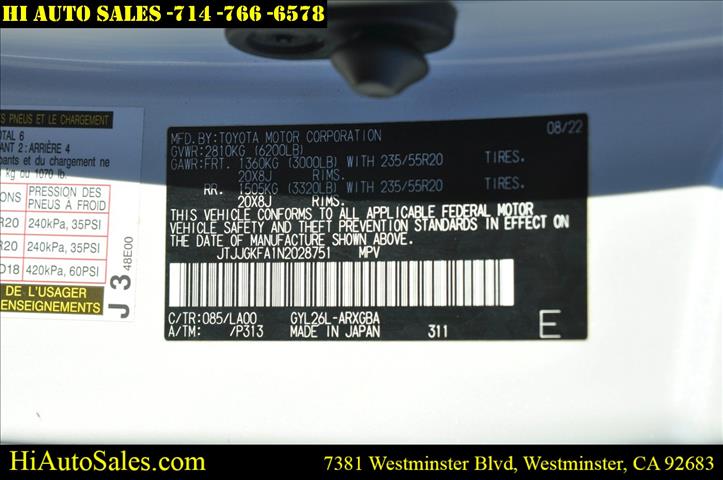 HI AUTO SALES -714 -766 -6578
PNEUS ET LE CHARGEMENT
TOTAL 6
ANT 2: ARRIÈRE 4
pants et du chargement ne
kg ou 1070 lb.
ONS PRESSION DES PNEUS À FROID
R20 240kPa, 35PSI
R20 240kPa, 35PSI
D18 420kPa, 60PSI
DE L'USAGER
ENSEIGNEMENTS
J 3 48E00
MFD.BY:TOYOTA MOTOR CORPORATION 08/22
GVWR:2810KG (6200LB)
GAWR:FRT. 1360KG (3000LB) WITH 235/55R20 TIRES.
20X8J RIMS.
RR. 1505KG (3320LB) WITH 235/55R20 TIRES.
20X8J RIMS.
THIS VEHICLE CONFORMS TO ALL APPLICABLE FEDERAL MOTOR
VEHICLE SAFETY AND THEFT PREVENTION STANDARDS IN EFFECT ON
THE DATE OF MANUFACTURE SHOWN ABOVE.
JTJJGKFA1N2028751 MPV
C/TR:085/LA00 GYL26L-ARXGBA
A/TM: /P313 MADE IN JAPAN 311 E
HiAutoSales.com 7381 Westminster Blvd, Westminster, CA 92683